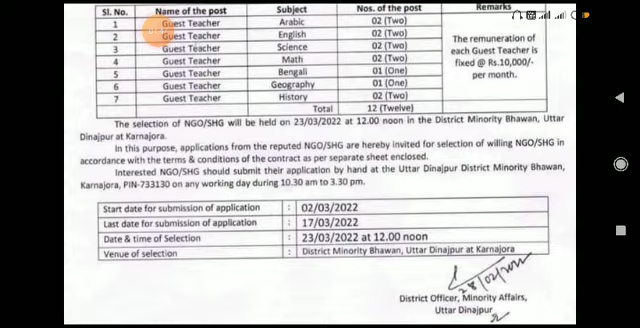 Sl. No. Name of the post Subject Nos. of the post Remarks
1 Guest Teacher Arabic 02 (Two)
2 Guest Teacher English 02 (Two)
3 Guest Teacher Science 02 (Two)
4 Guest Teacher Math 02 (Two)
5 Guest Teacher Bengali 01 (One)
6 Guest Teacher Geography 01 (One)
7 Guest Teacher History 02 (Two)
Total 12 (Twelve)
The remuneration of
each Guest Teacher is
fixed @ Rs.10,000/-
per month.
The selection of NGO/SHG will be held on 23/03/2022 at 12.00 noon in the District Minority Bhawan, Uttar
Dinajpur at Karnajora.
In this purpose, applications from the reputed NGO/SHG are hereby invited for selection of willing NGO/SHG in
accordance with the terms & conditions of the contract as per separate sheet enclosed.
Interested NGO/SHG should submit their application by hand at the Uttar Dinajpur District Minority Bhawan,
Karnajora, PIN-733130 on any working day during 10.30 am to 3.30 pm.
Start date for submission of application : 02/03/2022
Last date for submission of application : 17/03/2022
Date & time of Selection : 23/03/2022 at 12.00 noon
Venue of selection : District Minority Bhawan, Uttar Dinajpur at Karnajora
28/02/2022
District Officer, Minority Affairs,
Uttar Dinajpur